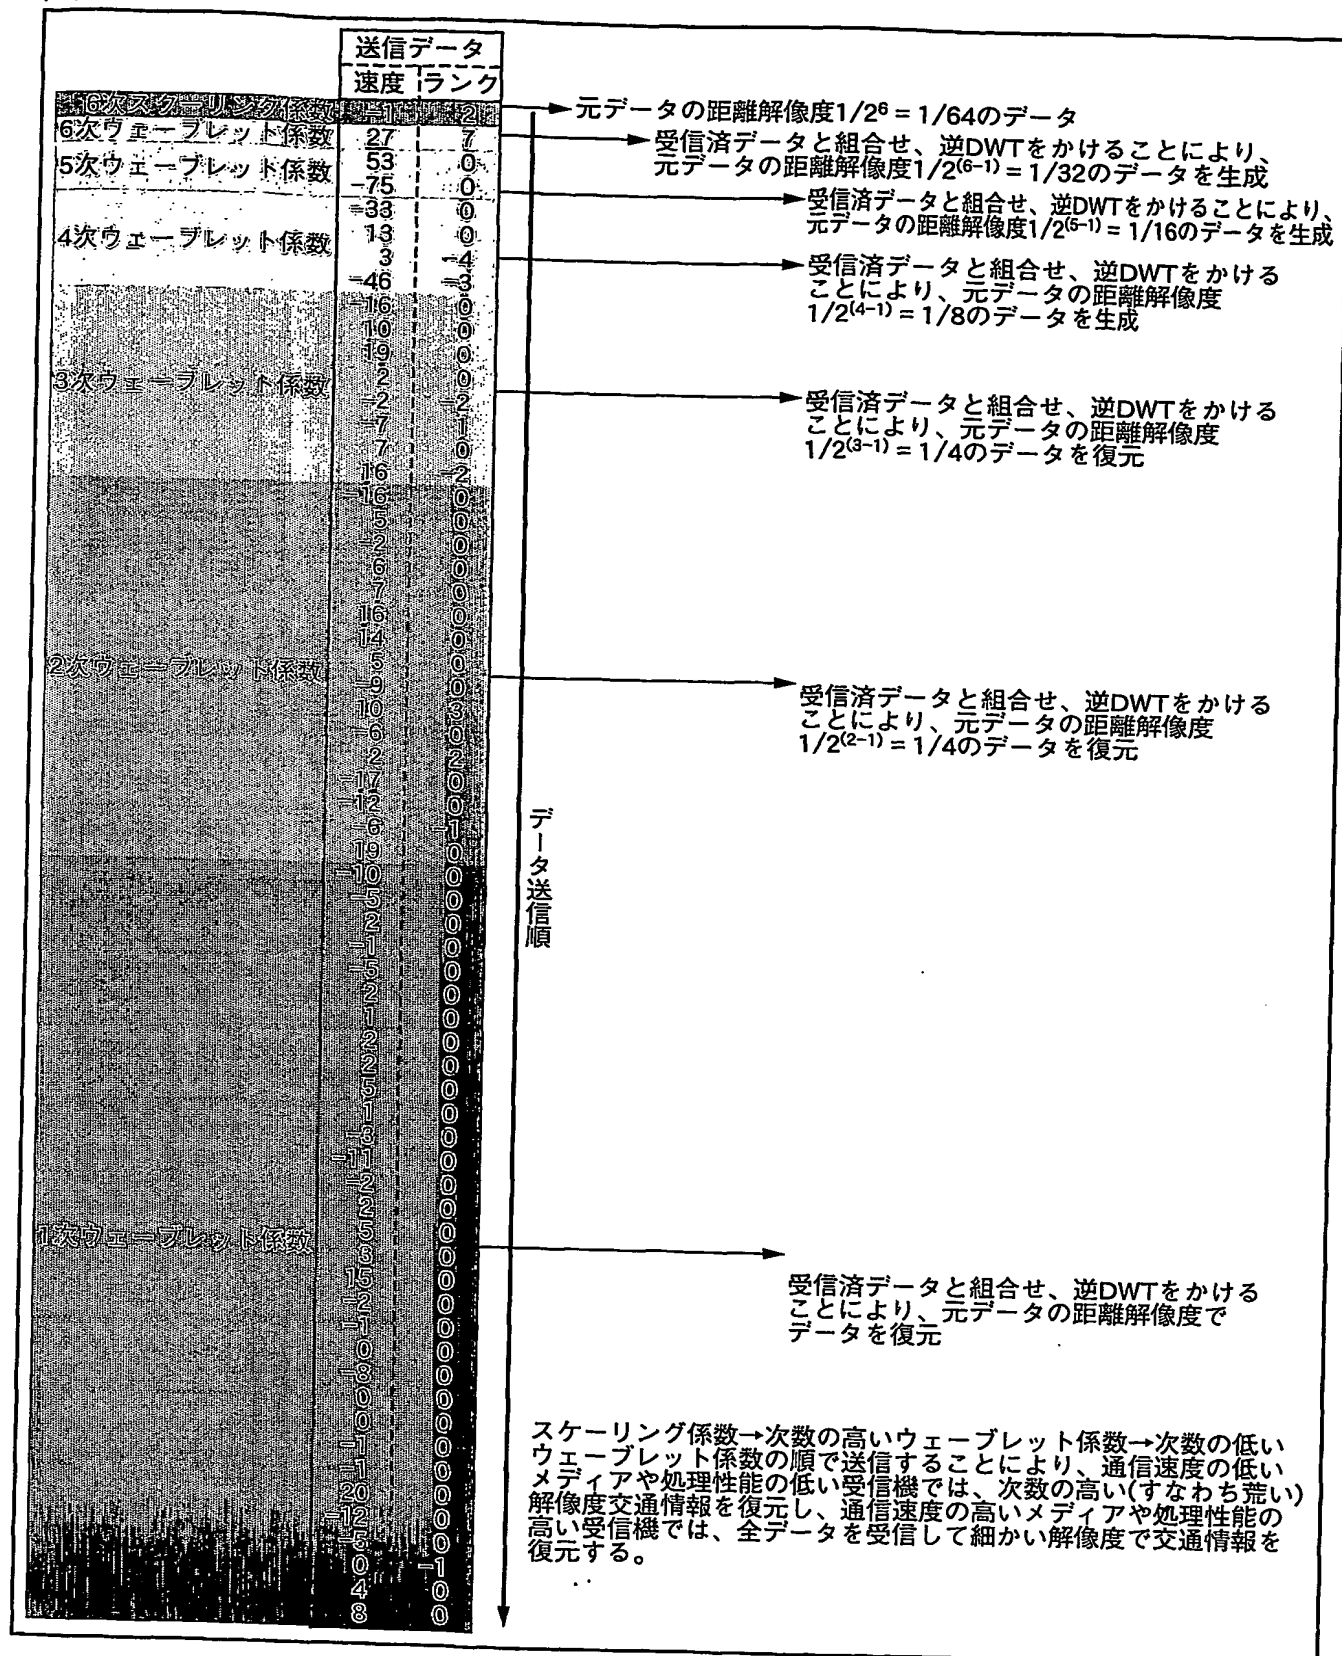 送信データ
速度 ランク
6次スケーリング係数 -1 2
6次ウェーブレット係数 27 7
5次ウェーブレット係数
53 0
-75 0
4次ウェーブレット係数
-33 0
13 0
3 -4
-46 -3
3次ウェーブレット係数
-16 0
10 0
19 0
2 0
-2 -2
-7 1
7 0
16 -2
2次ウェーブレット係数
-16 0
5 0
-2 0
6 0
7 0
16 0
14 0
5 0
-9 0
10 3
-6 0
2 2
-17 0
-12 0
-6 -1
19 0
1次ウェーブレット係数
-10 0
-5 0
2 0
-1 0
-5 0
2 0
1 0
2 0
2 0
5 0
1 0
-3 0
-11 0
-2 0
2 0
5 0
0
15 0
-2 0
-1 0
0 0
-8 0
0 0
0 0
-1 0
-1 0
20 0
-12 0
-5 0
0 -1
4 0
8 0
元データの距離解像度1/2⁶ = 1/64のデータ
受信済データと組合せ、逆DWTをかけることにより、
元データの距離解像度1/2⁽⁶⁻¹⁾ = 1/32のデータを生成
受信済データと組合せ、逆DWTをかけることにより、
元データの距離解像度1/2⁽⁵⁻¹⁾ = 1/16のデータを生成
受信済データと組合せ、逆DWTをかける
ことにより、元データの距離解像度
1/2⁽⁴⁻¹⁾ = 1/8のデータを生成
受信済データと組合せ、逆DWTをかける
ことにより、元データの距離解像度
1/2⁽³⁻¹⁾ = 1/4のデータを復元
受信済データと組合せ、逆DWTをかける
ことにより、元データの距離解像度
1/2⁽²⁻¹⁾ = 1/4のデータを復元
データ送信順
受信済データと組合せ、逆DWTをかける
ことにより、元データの距離解像度で
データを復元
スケーリング係数→次数の高いウェーブレット係数→次数の低い
ウェーブレット係数の順で送信することにより、通信速度の低い
メディアや処理性能の低い受信機では、次数の高い(すなわち荒い)
解像度交通情報を復元し、通信速度の高いメディアや処理性能の
高い受信機では、全データを受信して細かい解像度で交通情報を
復元する。